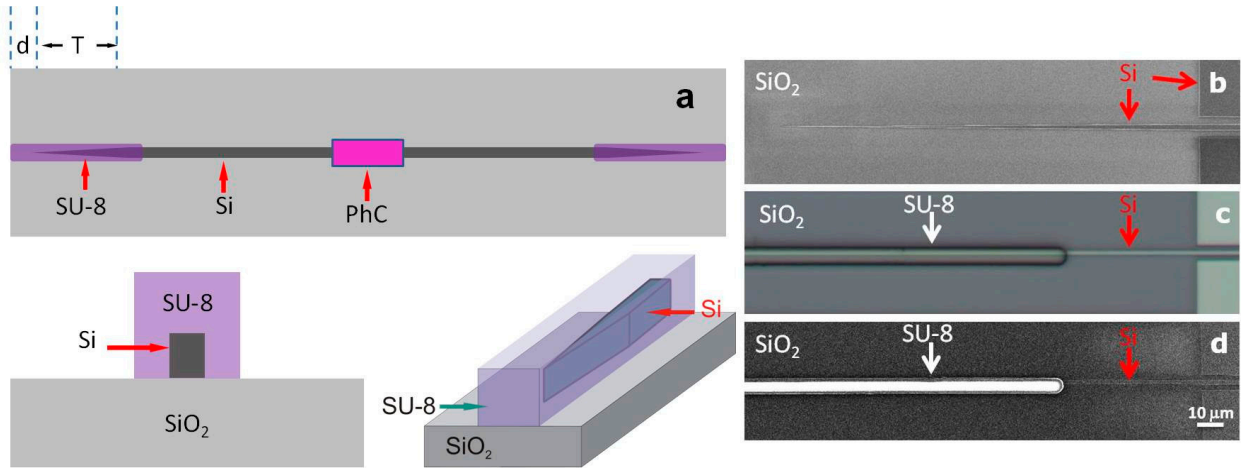 d
T
a
SU-8
Si
PhC
SU-8
Si
SiO₂
Si
SU-8
SiO₂
SiO₂
Si
b
SiO₂
SU-8
Si
c
SiO₂
SU-8
Si
d
10 µm